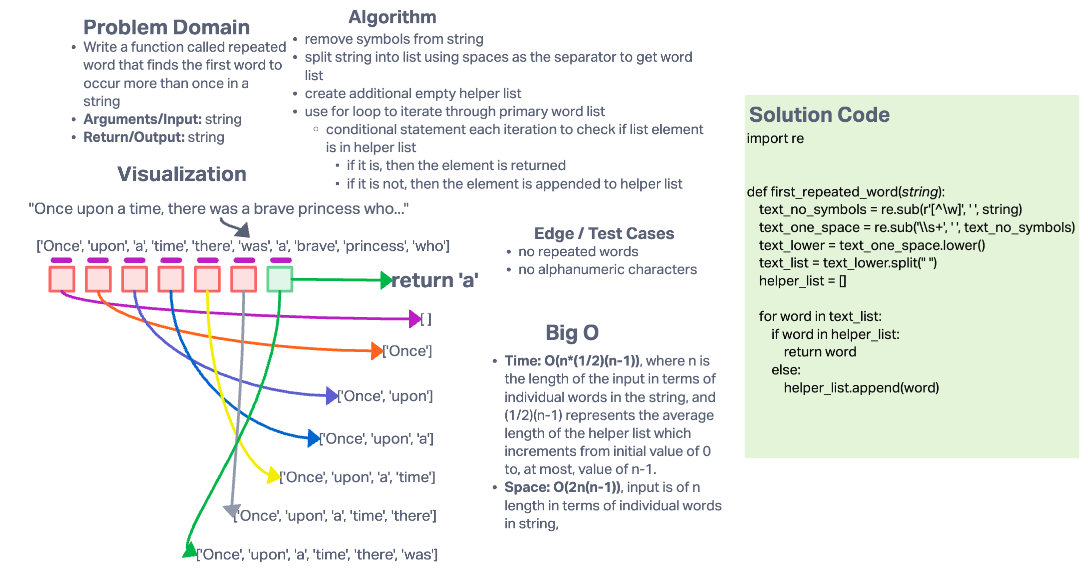 Problem Domain
• Write a function called repeated
word that finds the first word to
occur more than once in a
string
• Arguments/Input: string
• Return/Output: string
Algorithm
• remove symbols from string
• split string into list using spaces as the separator to get word
list
• create additional empty helper list
• use for loop to iterate through primary word list
◦ conditional statement each iteration to check if list element
is in helper list
▪ if it is, then the element is returned
▪ if it is not, then the element is appended to helper list
Visualization
"Once upon a time, there was a brave princess who..."
['Once', 'upon', 'a', 'time', 'there', 'was', 'a', 'brave', 'princess', 'who']
return 'a'
[ ]
['Once']
['Once', 'upon']
['Once', 'upon', 'a']
['Once', 'upon', 'a', 'time']
['Once', 'upon', 'a', 'time', 'there']
['Once', 'upon', 'a', 'time', 'there', 'was']
Edge / Test Cases
• no repeated words
• no alphanumeric characters
Big O
• Time: O(n*(1/2)(n-1)), where n is
the length of the input in terms of
individual words in the string, and
(1/2)(n-1) represents the average
length of the helper list which
increments from initial value of 0
to, at most, value of n-1.
• Space: O(2n(n-1)), input is of n
length in terms of individual words
in string,
Solution Code
import re
def first_repeated_word(string):
    text_no_symbols = re.sub(r'[^\w]', ' ', string)
    text_one_space = re.sub('\\s+', ' ', text_no_symbols)
    text_lower = text_one_space.lower()
    text_list = text_lower.split(" ")
    helper_list = []
    for word in text_list:
        if word in helper_list:
            return word
        else:
            helper_list.append(word)